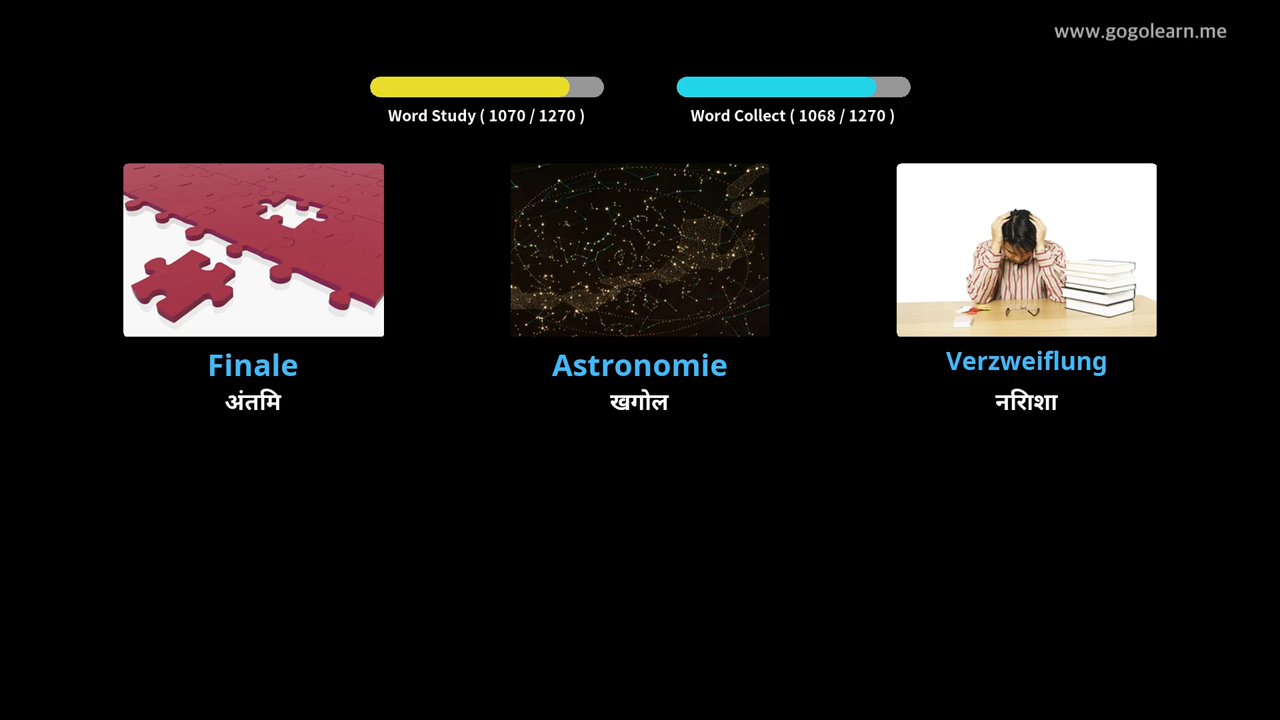 www.gogolearn.me
Word Study ( 1070 / 1270 )
Word Collect ( 1068 / 1270 )
Finale
Astronomie
Verzweiflung
अंतमि
खगोल
नरिाशा